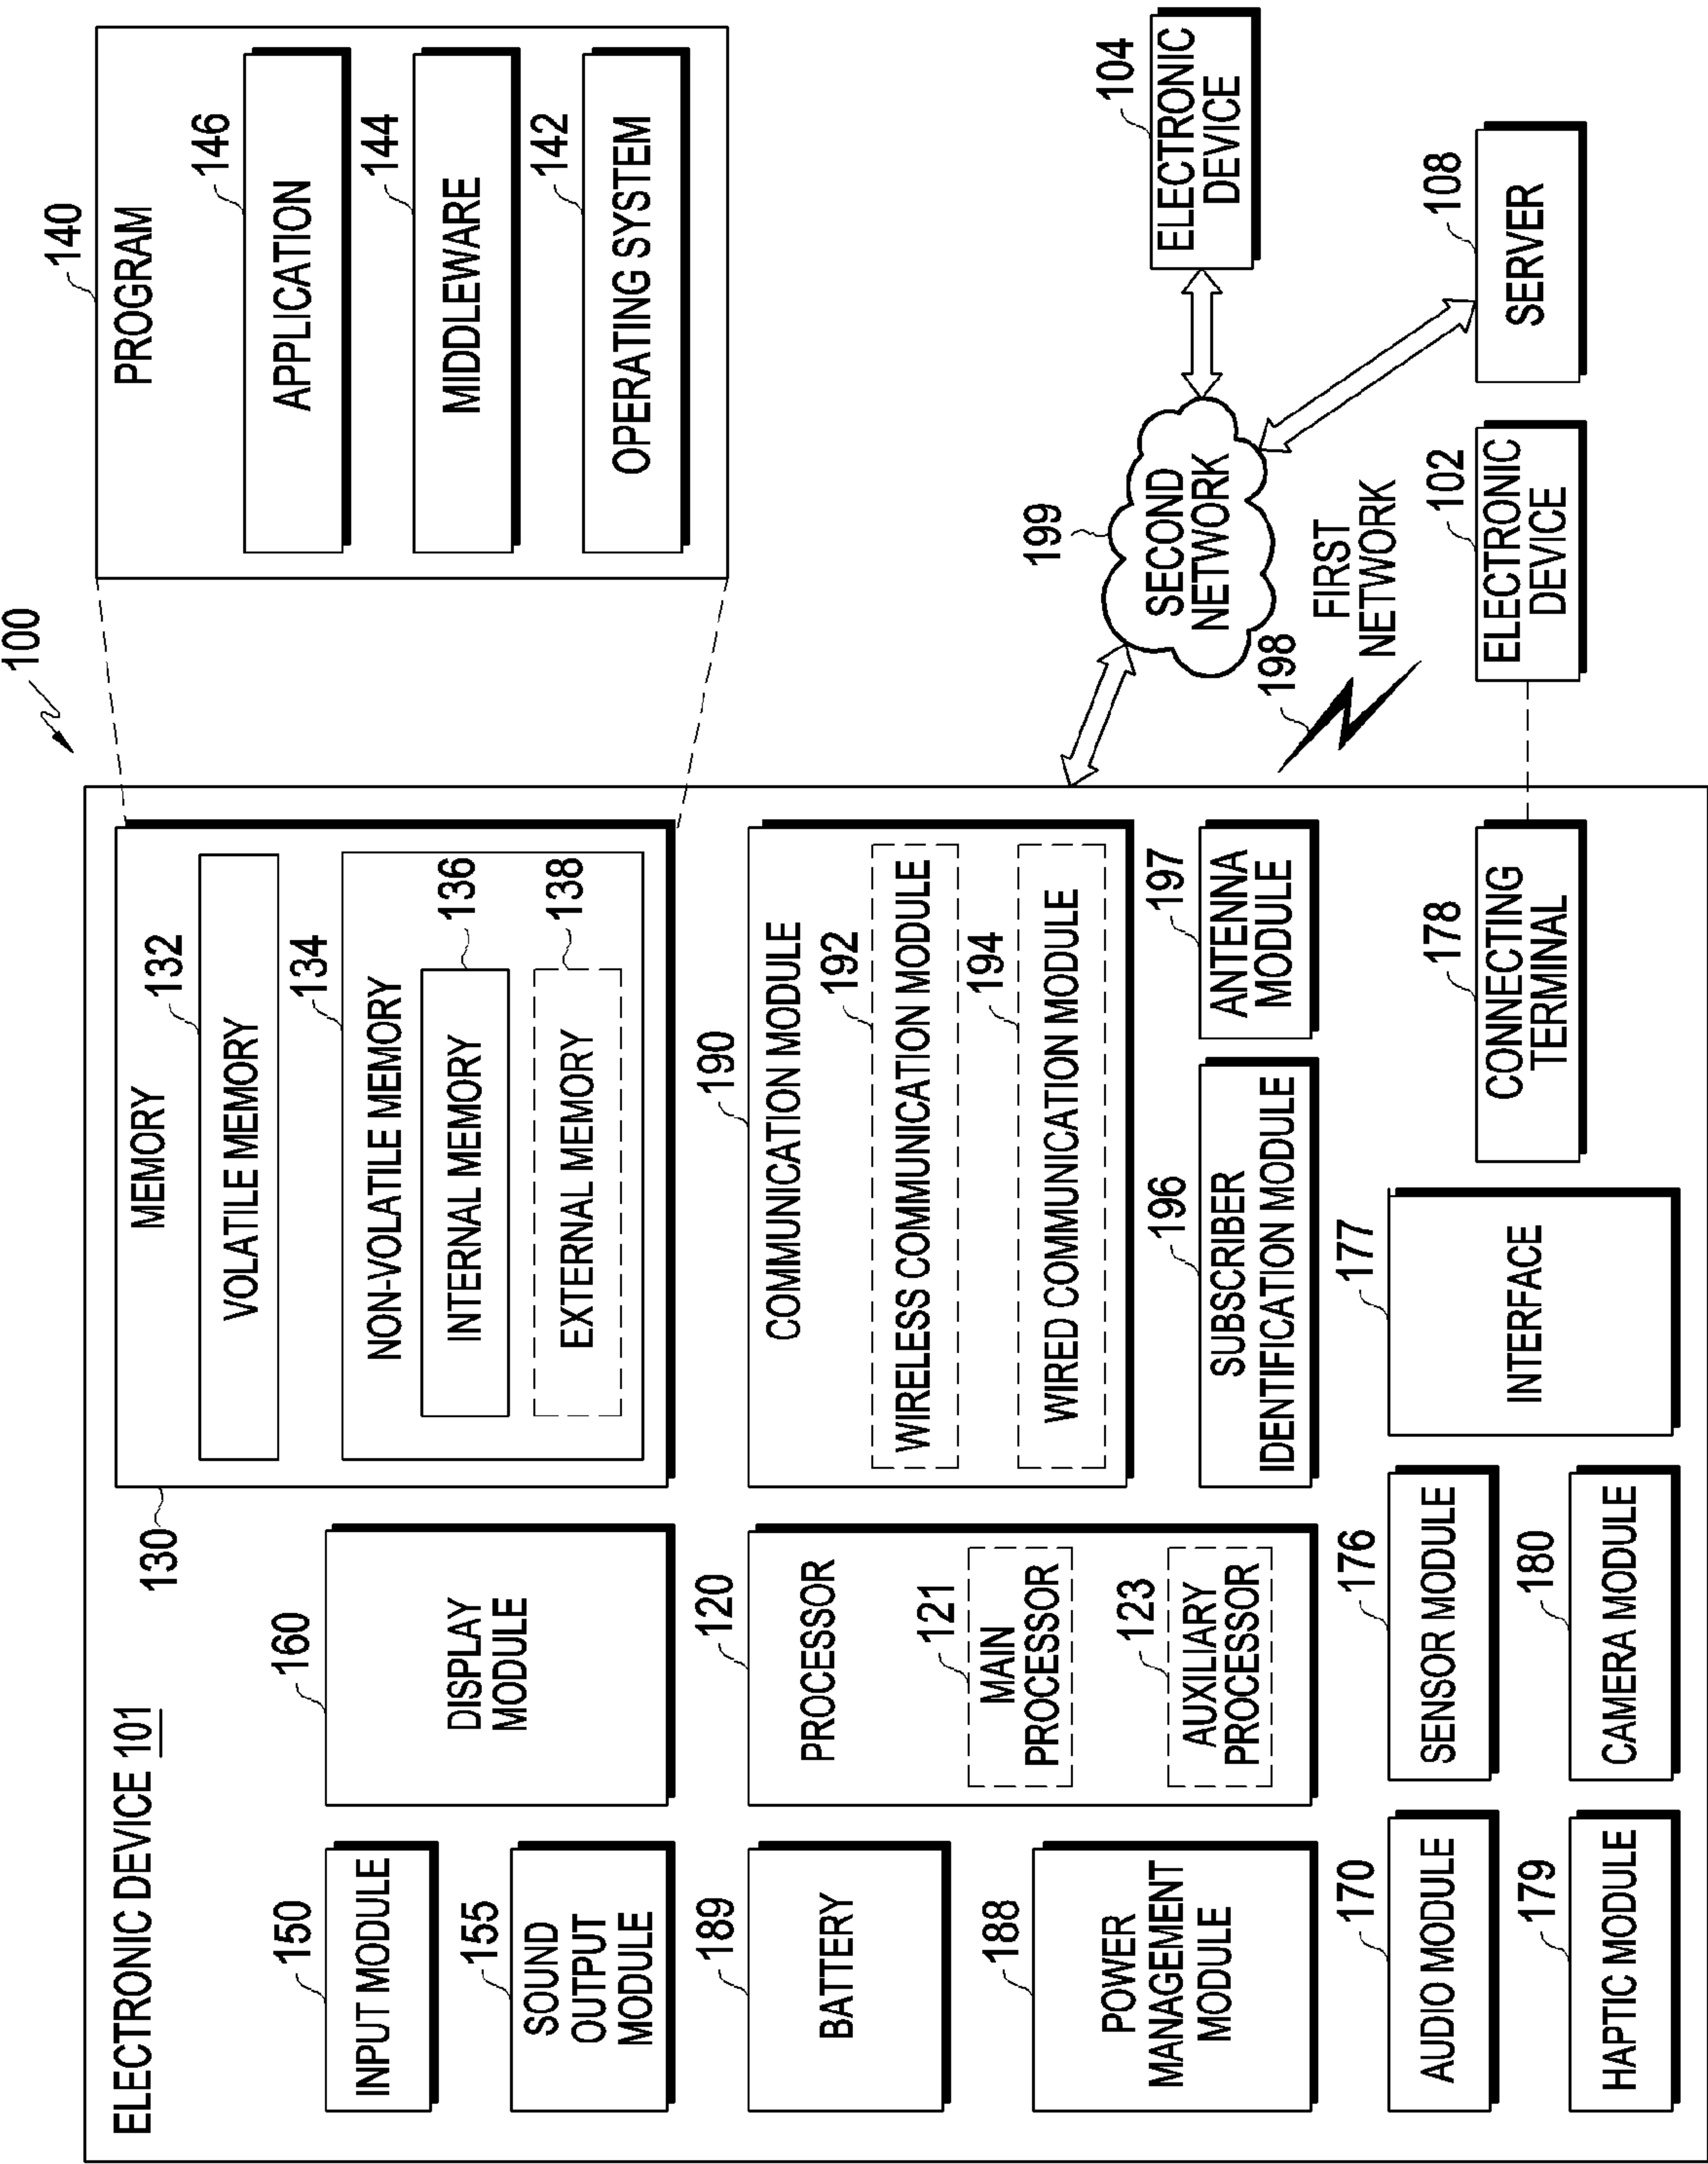 100
ELECTRONIC DEVICE 101
140
PROGRAM
146
APPLICATION
144
MIDDLEWARE
142
OPERATING SYSTEM
130
MEMORY
132
VOLATILE MEMORY
134
NON-VOLATILE MEMORY
136
INTERNAL MEMORY
138
EXTERNAL MEMORY
150
INPUT MODULE
155
SOUND
OUTPUT
MODULE
160
DISPLAY
MODULE
189
BATTERY
188
POWER
MANAGEMENT
MODULE
120
PROCESSOR
121
MAIN
PROCESSOR
123
AUXILIARY
PROCESSOR
190
COMMUNICATION MODULE
192
WIRELESS COMMUNICATION MODULE
194
WIRED COMMUNICATION MODULE
196
SUBSCRIBER
IDENTIFICATION MODULE
197
ANTENNA
MODULE
199
SECOND
NETWORK
104
ELECTRONIC
DEVICE
198
FIRST
NETWORK
108
SERVER
102
ELECTRONIC
DEVICE
170
AUDIO MODULE
176
SENSOR MODULE
177
INTERFACE
178
CONNECTING
TERMINAL
179
HAPTIC MODULE
180
CAMERA MODULE